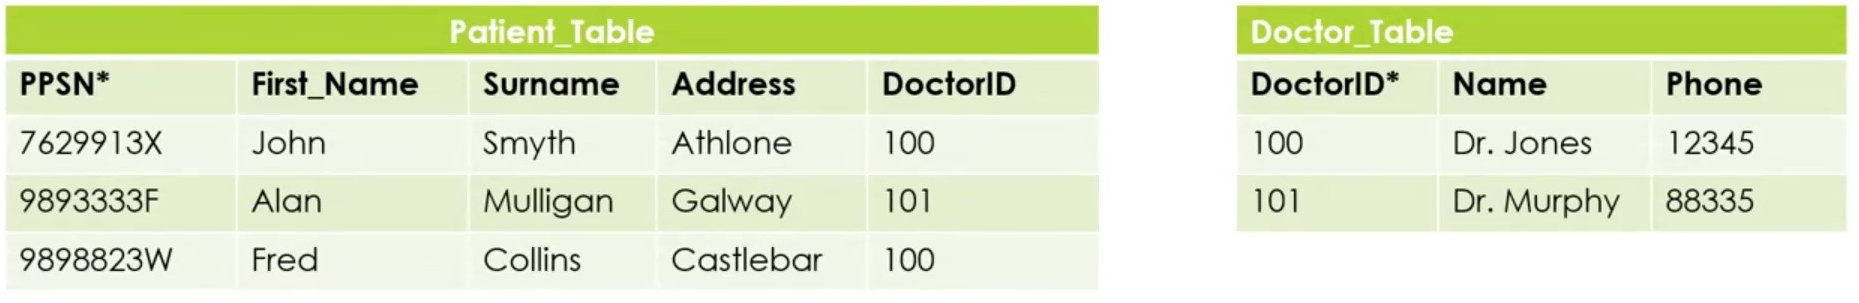 Patient_Table
PPSN* First_Name Surname Address DoctorID
7629913X John Smyth Athlone 100
9893333F Alan Mulligan Galway 101
9898823W Fred Collins Castlebar 100
Doctor_Table
DoctorID* Name Phone
100 Dr. Jones 12345
101 Dr. Murphy 88335